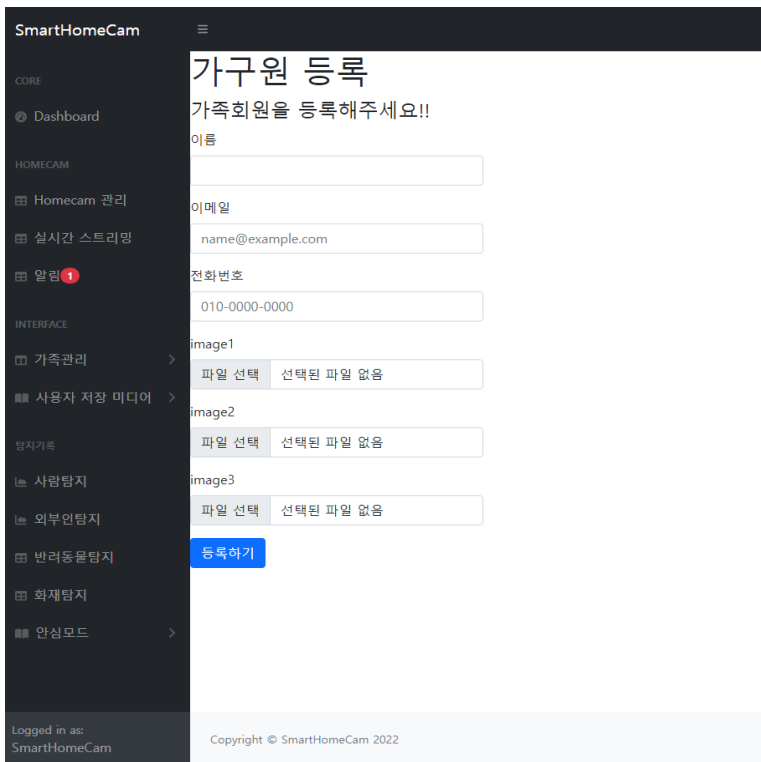 SmartHomeCam
CORE
Dashboard
HOMECAM
Homecam 관리
실시간 스트리밍
알림1
INTERFACE
가족관리
사용자 저장 미디어
탐지기록
사람탐지
외부인탐지
반려동물탐지
화재탐지
안심모드
Logged in as:
SmartHomeCam
가구원 등록
가족회원을 등록해주세요!!
이름
이메일
name@example.com
전화번호
010-0000-0000
image1
파일 선택 선택된 파일 없음
image2
파일 선택 선택된 파일 없음
image3
파일 선택 선택된 파일 없음
등록하기
Copyright © SmartHomeCam 2022